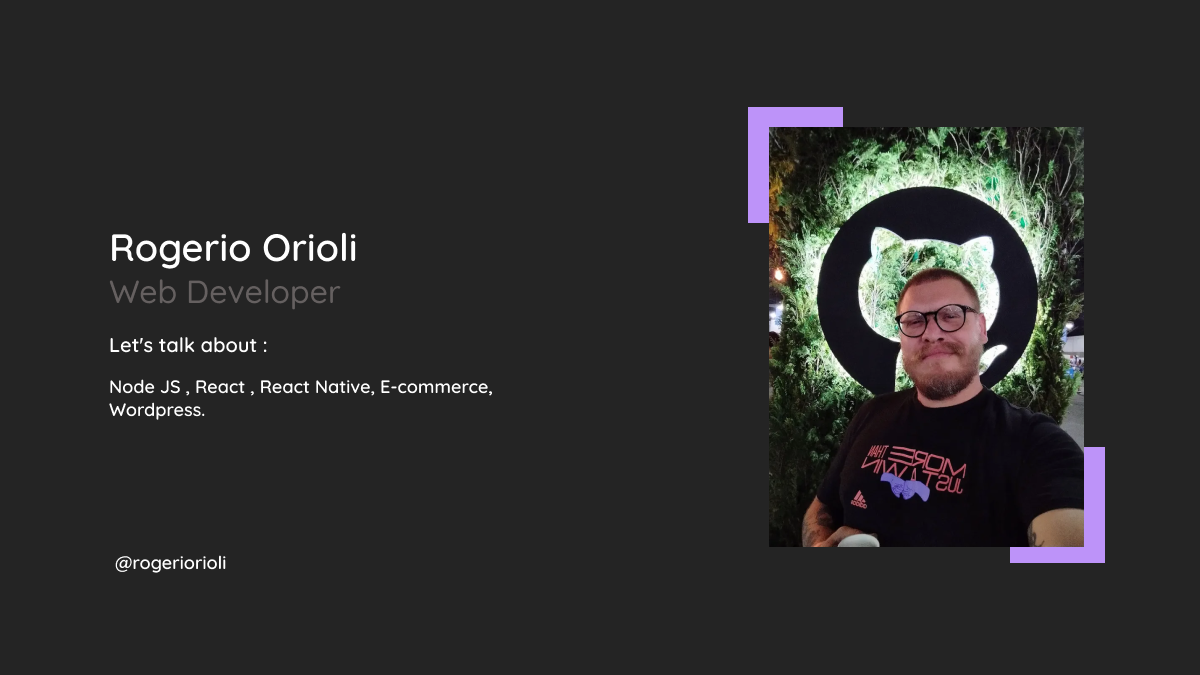 Rogerio Orioli
Web Developer
Let's talk about :
Node JS , React , React Native, E-commerce,
Wordpress.
@rogeriorioli
MORE THAN
JUST A WIN
adidas